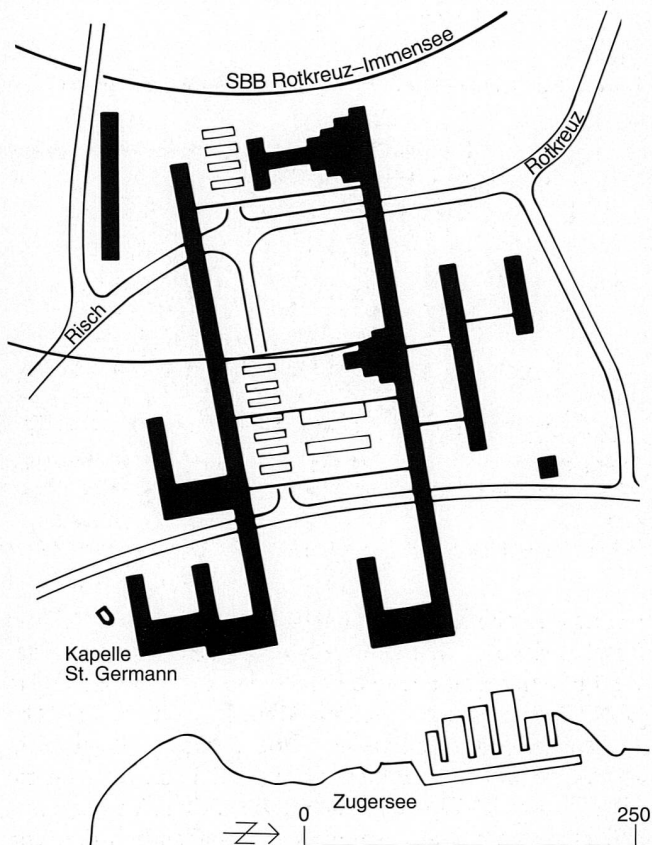 SBB Rotkreuz–Immensee
Rotkreuz
Risch
Kapelle
St. Germann
Zugersee
0
250
N